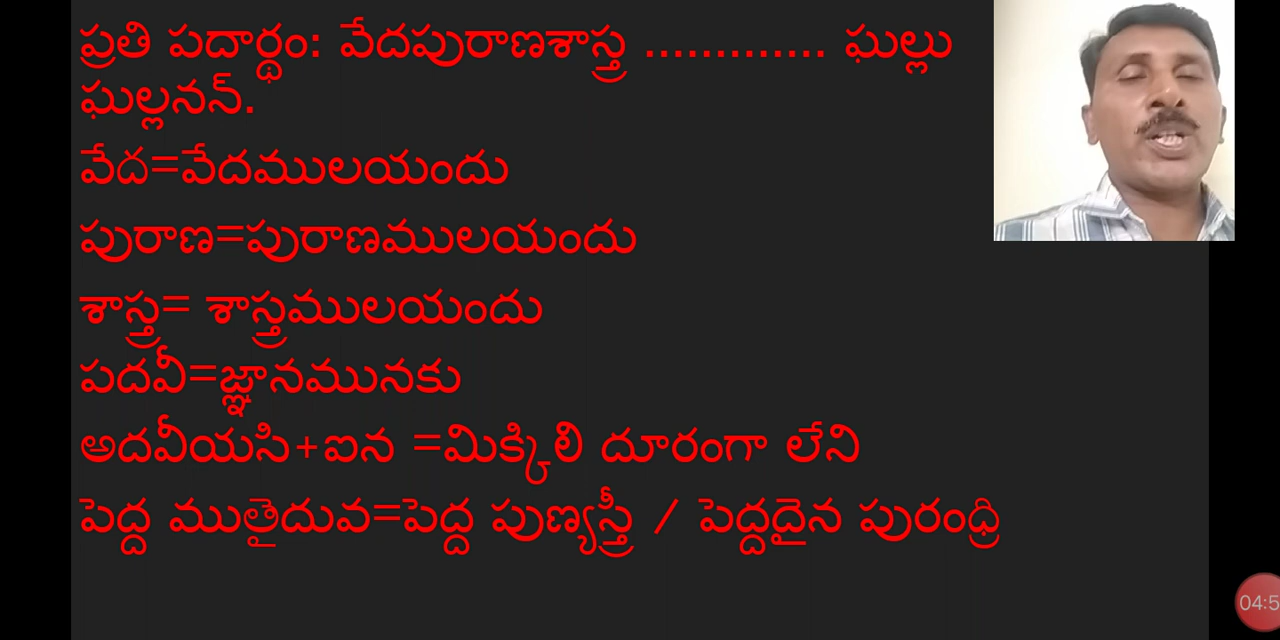 ప్రతి పదార్థం: వేదపురాణశాస్త్ర ............. ఘల్లు
ఘల్లనన్.
వేద=వేదములయందు
పురాణ=పురాణములయందు
శాస్త్ర= శాస్త్రములయందు
పదవీ=జ్ఞానమునకు
అదవీయసి+ఐన =మిక్కిలి దూరంగా లేని
పెద్ద ముతైదువ=పెద్ద పుణ్యస్త్రీ / పెద్దదైన పురంధ్రి
04:5